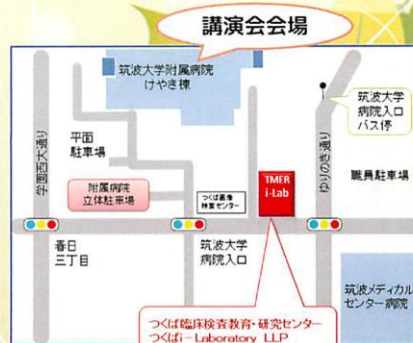 講演会会場
筑波大学附属病院
けやき棟
筑波大学
病院入口
バス停
学園西大通り
平面
駐車場
ゆりのき通り
職員駐車場
附属病院
立体駐車場
つくば画像
検査センター
TMER
i-Lab
春日
三丁目
筑波大学
病院入口
筑波メディカル
センター病院
つくば臨床検査教育・研究センター
つくばi-Laboratory LLP